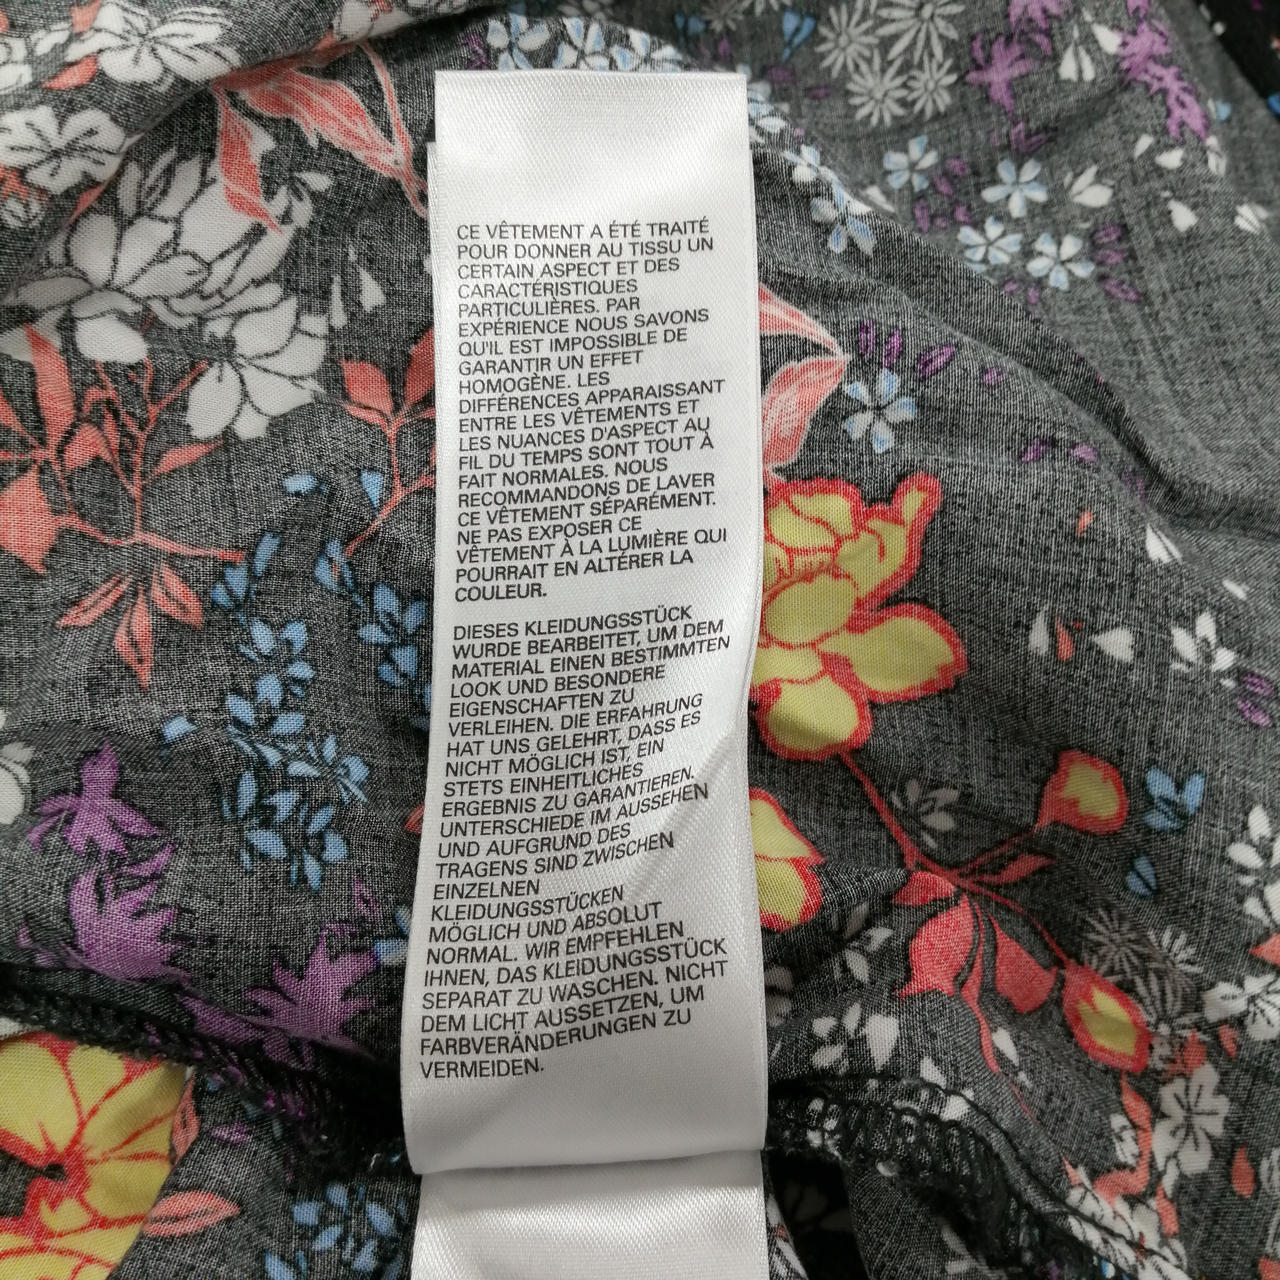 CE VÊTEMENT A ÉTÉ TRAITÉ
POUR DONNER AU TISSU UN
CERTAIN ASPECT ET DES
CARACTÉRISTIQUES
PARTICULIÈRES. PAR
EXPÉRIENCE NOUS SAVONS
QU'IL EST IMPOSSIBLE DE
GARANTIR UN EFFET
HOMOGÈNE. LES
DIFFÉRENCES APPARAISSANT
ENTRE LES VÊTEMENTS ET
LES NUANCES D'ASPECT AU
FIL DU TEMPS SONT TOUT À
FAIT NORMALES. NOUS
RECOMMANDONS DE LAVER
CE VÊTEMENT SÉPARÉMENT.
NE PAS EXPOSER CE
VÊTEMENT À LA LUMIÈRE QUI
POURRAIT EN ALTÉRER LA
COULEUR.
DIESES KLEIDUNGSSTÜCK
WURDE BEARBEITET, UM DEM
MATERIAL EINEN BESTIMMTEN
LOOK UND BESONDERE
EIGENSCHAFTEN ZU
VERLEIHEN. DIE ERFAHRUNG
HAT UNS GELEHRT, DASS ES
NICHT MÖGLICH IST, EIN
STETS EINHEITLICHES
ERGEBNIS ZU GARANTIEREN.
UNTERSCHIEDE IM AUSSEHEN
UND AUFGRUND DES
TRAGENS SIND ZWISCHEN
EINZELNEN
KLEIDUNGSSTÜCKEN
MÖGLICH UND ABSOLUT
NORMAL. WIR EMPFEHLEN
IHNEN, DAS KLEIDUNGSSTÜCK
SEPARAT ZU WASCHEN. NICHT
DEM LICHT AUSSETZEN, UM
FARBVERÄNDERUNGEN ZU
VERMEIDEN.